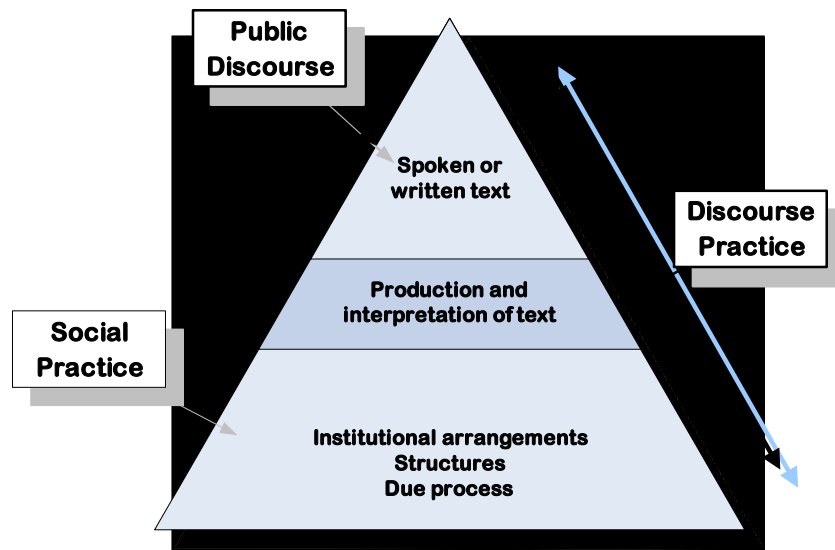 Public
Discourse
Spoken or
written text
Discourse
Practice
Production and
interpretation of text
Social
Practice
Institutional arrangements
Structures
Due process